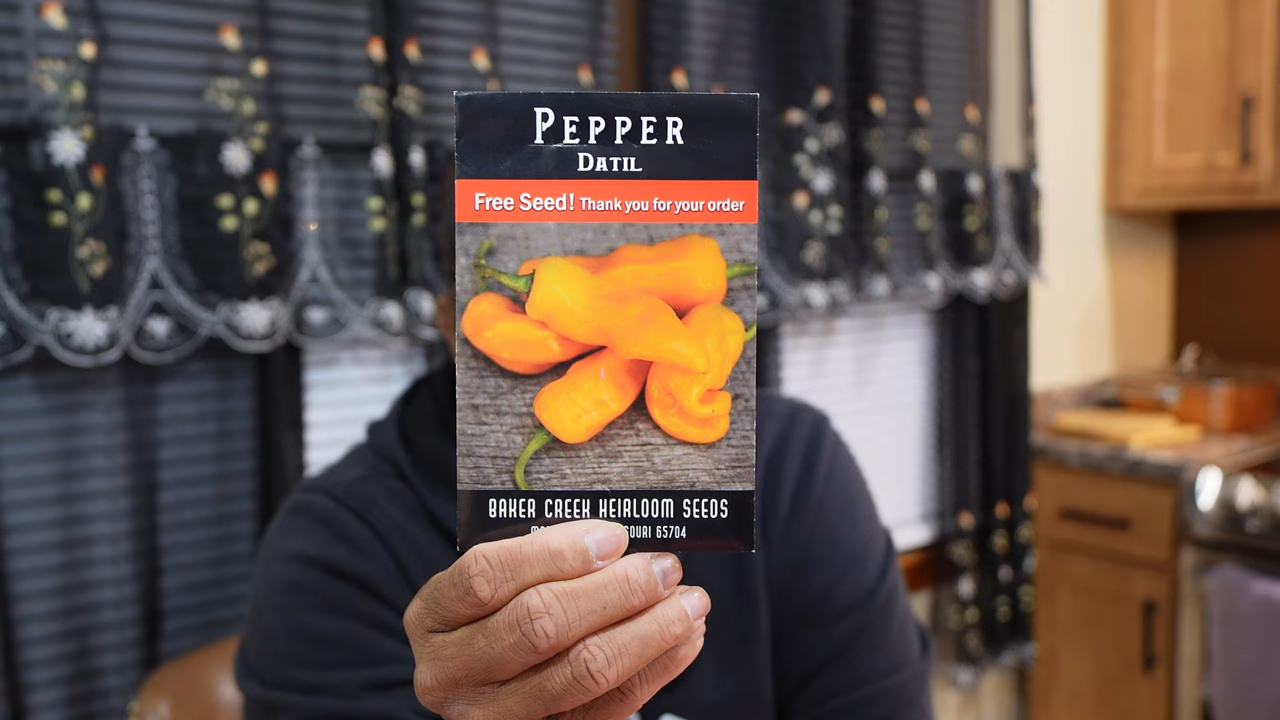 PEPPER
DATIL
Free Seed! Thank you for your order
BAKER CREEK HEIRLOOM SEEDS
65704